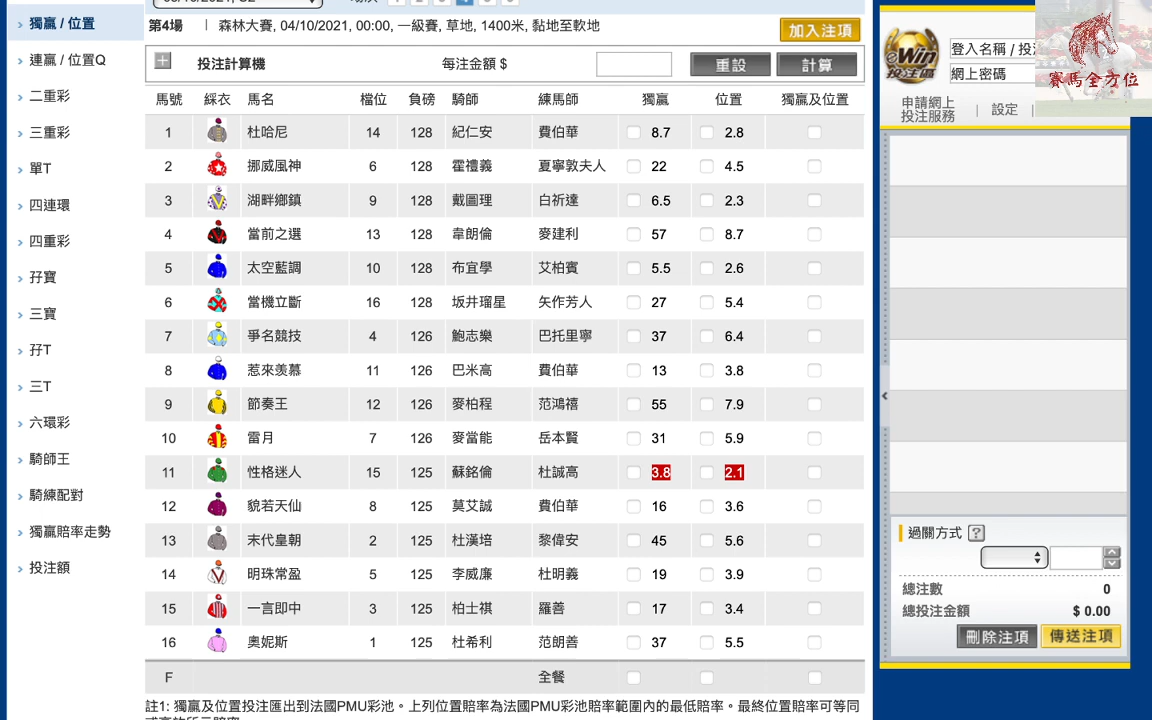 獨贏 / 位置
連贏 / 位置Q
二重彩
三重彩
單T
四連環
四重彩
孖寶
三寶
孖T
三T
六環彩
騎師王
騎練配對
獨贏賠率走勢
投注額
第4場 | 森林大賽, 04/10/2021, 00:00, 一級賽, 草地, 1400米, 黏地至軟地
加入注項
投注計算機 每注金額 $ 重設 計算
馬號 綵衣 馬名 檔位 負磅 騎師 練馬師 獨贏 位置 獨贏及位置
1 杜哈尼 14 128 紀仁安 費伯華 8.7 2.8
2 挪威風神 6 128 霍禮義 夏寧敦夫人 22 4.5
3 湖畔鄉鎮 9 128 戴圖理 白祈達 6.5 2.3
4 當前之選 13 128 韋朗倫 麥建利 57 8.7
5 太空藍調 10 128 布宜學 艾柏賓 5.5 2.6
6 當機立斷 16 128 坂井瑠星 矢作芳人 27 5.4
7 爭名競技 4 126 鮑志樂 巴托里寧 37 6.4
8 惹來羨慕 11 126 巴米高 費伯華 13 3.8
9 節奏王 12 126 麥柏程 范鴻禧 55 7.9
10 雷月 7 126 麥當能 岳本賢 31 5.9
11 性格迷人 15 125 蘇銘倫 杜誠高 3.8 2.1
12 貌若天仙 8 125 莫艾誠 費伯華 16 3.6
13 末代皇朝 2 125 杜漢培 黎偉安 45 5.6
14 明珠常盈 5 125 李威廉 杜明義 19 3.9
15 一言即中 3 125 柏士祺 羅善 17 3.4
16 奧妮斯 1 125 杜希利 范朗善 37 5.5
F 全餐
註1: 獨贏及位置投注匯出到法國PMU彩池。上列位置賠率為法國PMU彩池賠率範圍內的最低賠率。最終位置賠率可等同
eWin
投注區
登入名稱 / 投
網上密碼
申請網上
投注服務 | 設定 |
賽馬全方位
過關方式 ?
總注數 0
總投注金額 $ 0.00
刪除注項 傳送注項